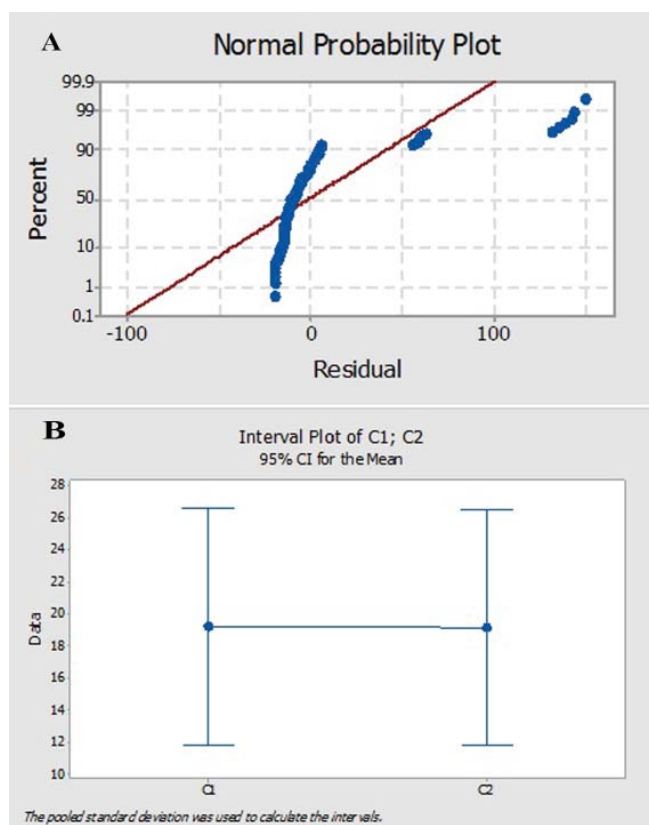 A
Normal Probability Plot
Percent
99.9
99
90
50
10
1
0.1
-100
0
100
Residual
B
Interval Plot of C1; C2
95% CI for the Mean
Data
28
26
24
22
20
18
16
14
12
10
C1
C2
The pooled standard deviation was used to calculate the intervals.